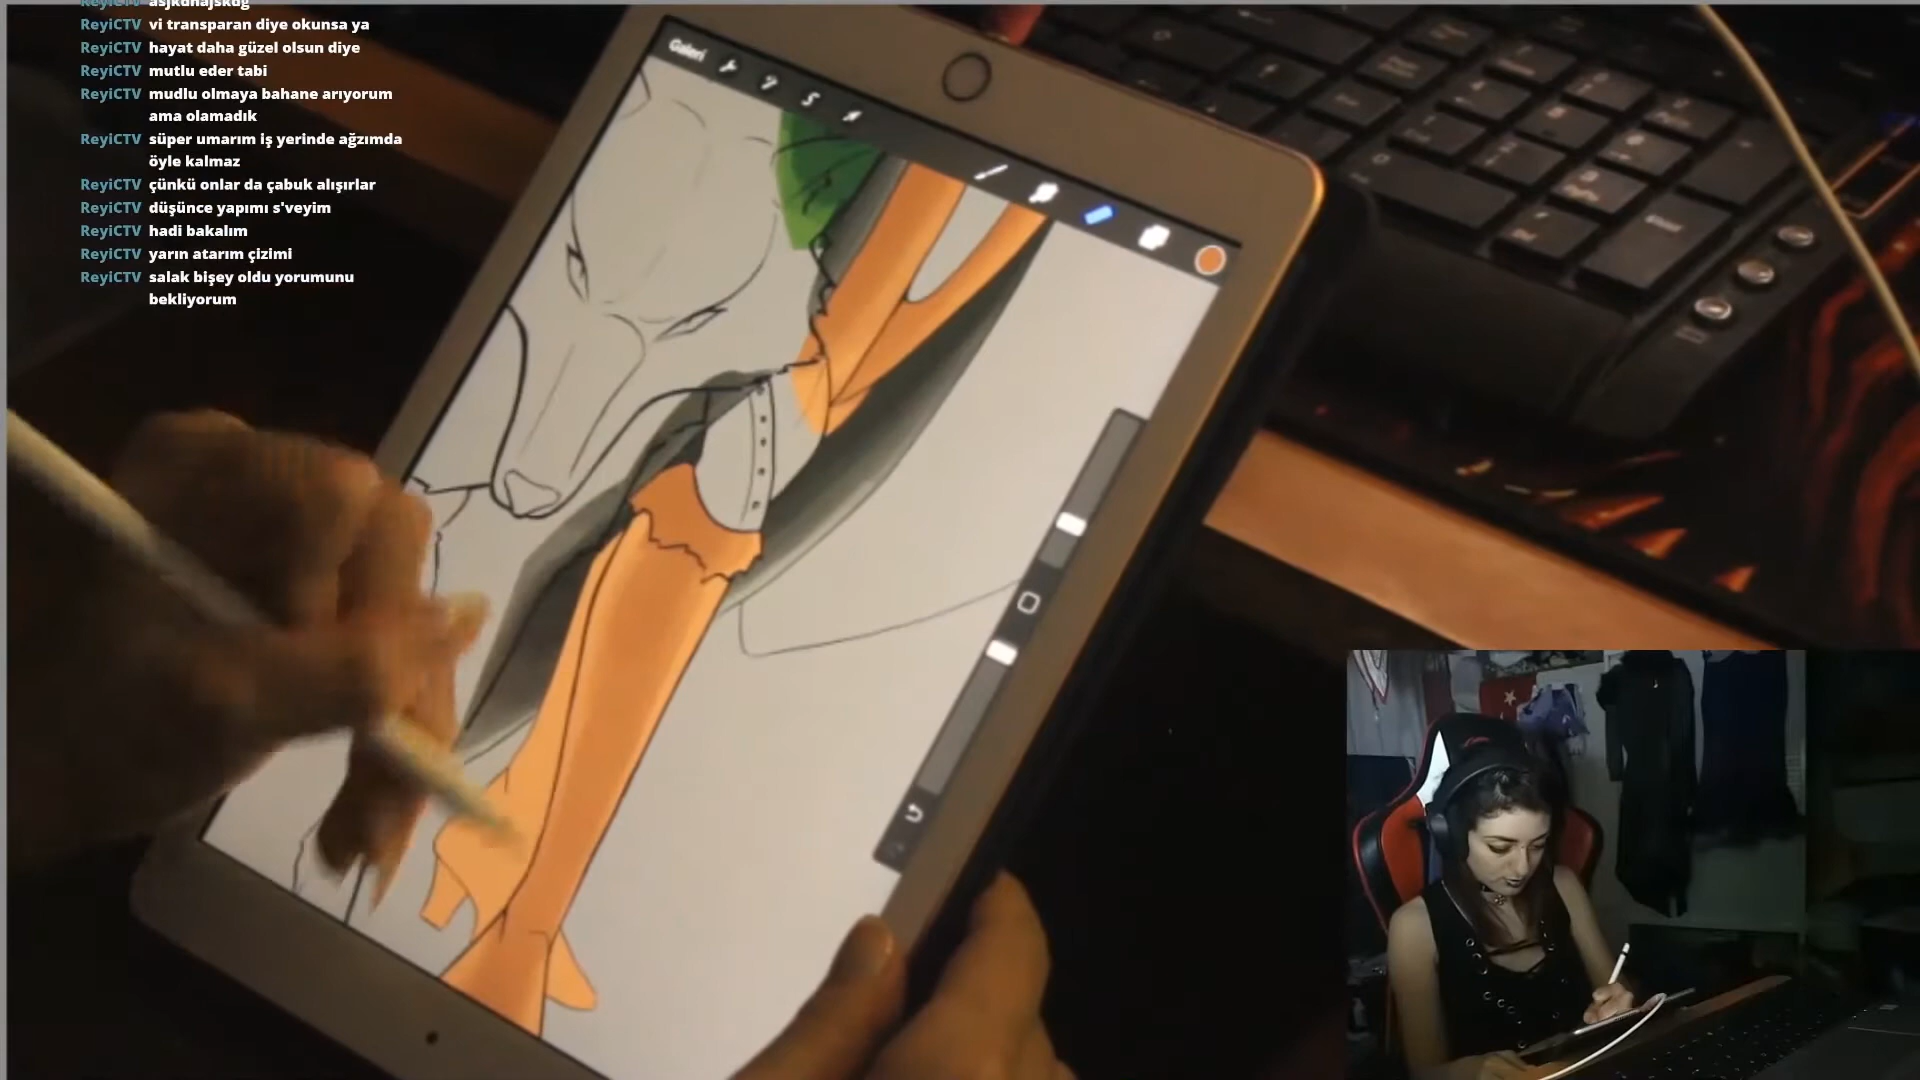 ReyiCTV asjkdhajskdg
ReyiCTV vi transparan diye okunsa ya
ReyiCTV hayat daha güzel olsun diye
ReyiCTV mutlu eder tabi
ReyiCTV mudlu olmaya bahane arıyorum
ama olamadık
ReyiCTV süper umarım iş yerinde ağzımda
öyle kalmaz
ReyiCTV çünkü onlar da çabuk alışırlar
ReyiCTV düşünce yapımı s'veyim
ReyiCTV hadi bakalım
ReyiCTV yarın atarım çizimi
ReyiCTV salak bişey oldu yorumunu
bekliyorum
Galeri